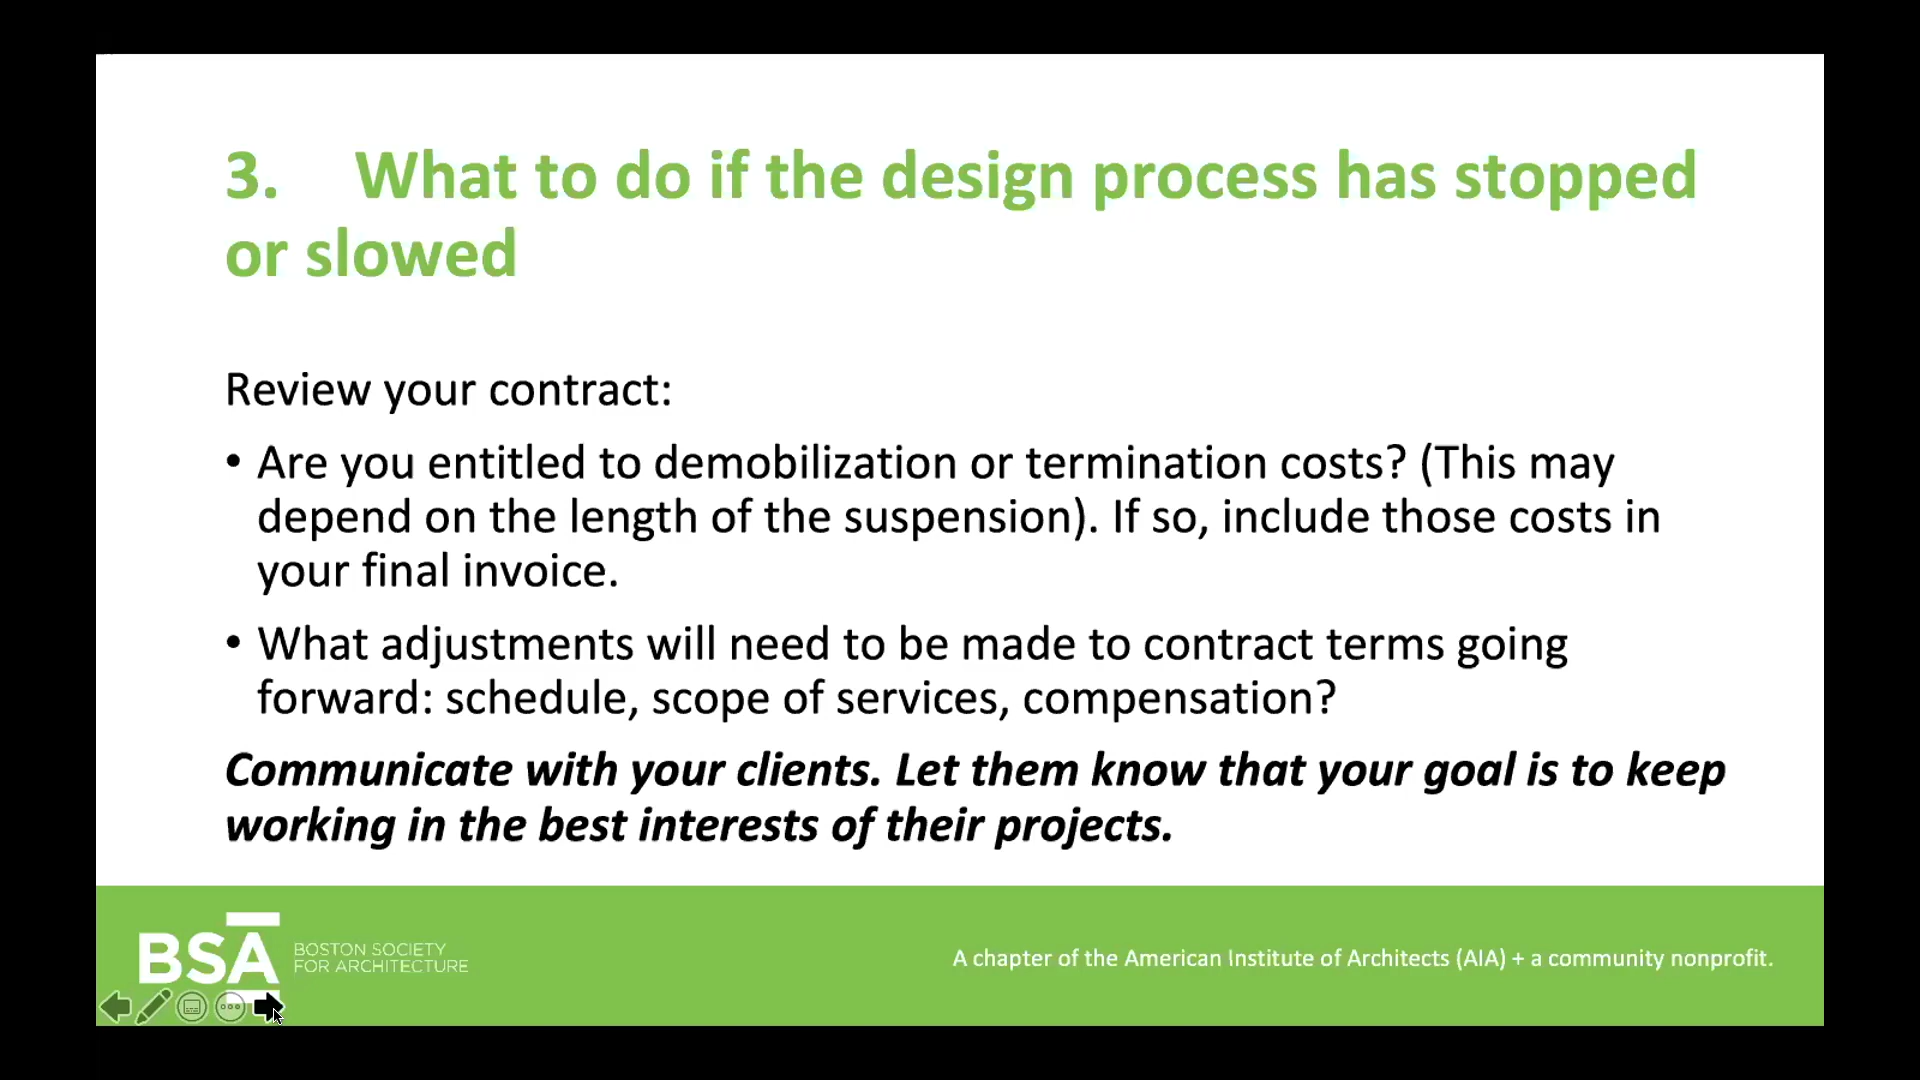 3. What to do if the design process has stopped
or slowed
Review your contract:
• Are you entitled to demobilization or termination costs? (This may
depend on the length of the suspension). If so, include those costs in
your final invoice.
• What adjustments will need to be made to contract terms going
forward: schedule, scope of services, compensation?
Communicate with your clients. Let them know that your goal is to keep
working in the best interests of their projects.
BSA
BOSTON SOCIETY
FOR ARCHITECTURE
A chapter of the American Institute of Architects (AIA) + a community nonprofit.